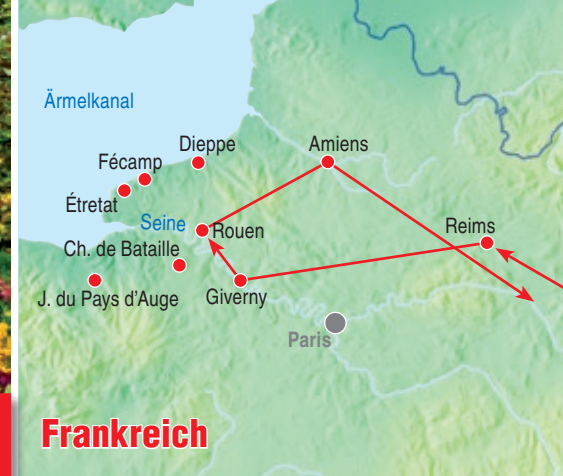 Ärmelkanal
Dieppe
Amiens
Fécamp
Étretat
Seine
Rouen
Reims
Ch. de Bataille
J. du Pays d'Auge
Giverny
Paris
Frankreich